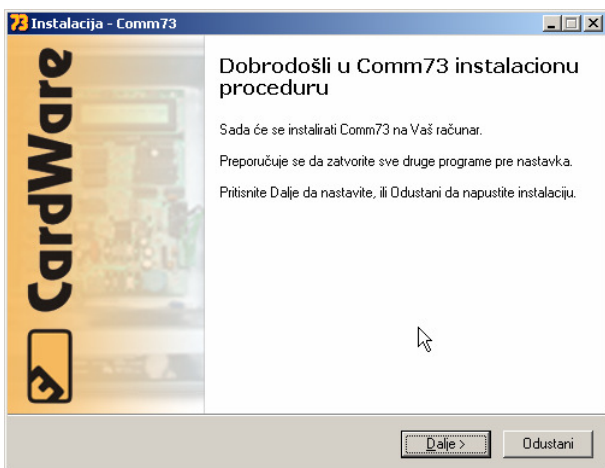 73 Instalacija - Comm73
CardWare
Dobrodošli u Comm73 instalacionu
proceduru
Sada će se instalirati Comm73 na Vaš računar.
Preporučuje se da zatvorite sve druge programe pre nastavka.
Pritisnite Dalje da nastavite, ili Odustani da napustite instalaciju.
Dalje >
Odustani